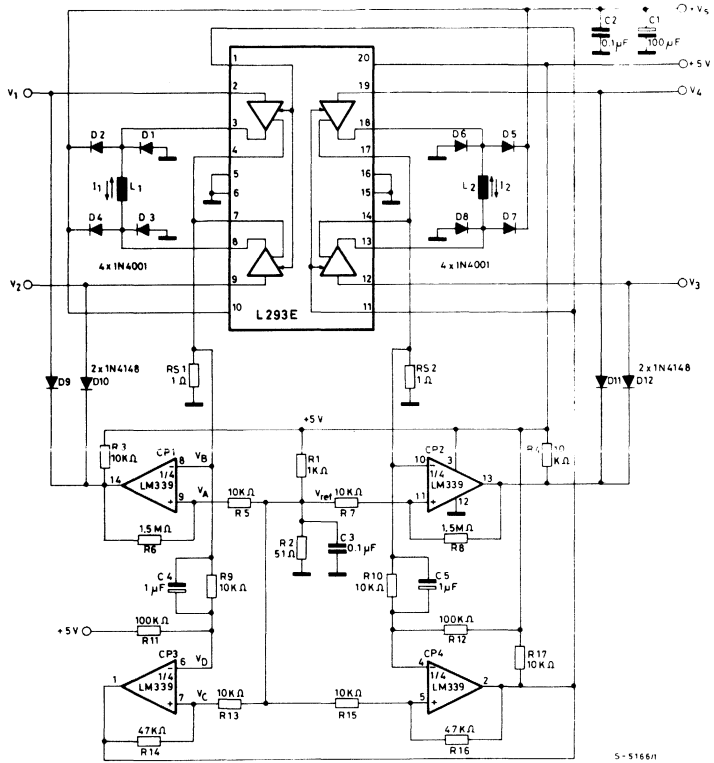 +Vs
C2
0.1µF
C1
100µF
+5V
1
20
V1
2
19
V4
D2
D1
3
18
D6
D5
4
17
I1
L1
5
16
L2
I2
6
15
7
14
D4
D3
8
13
D8
D7
4x1N4001
9
12
4x1N4001
V2
V3
10
11
L293E
RS1
1Ω
RS2
1Ω
D9
2x1N4148
D10
D11
2x1N4148
D12
+5V
R3
10KΩ
CP1
8
VB
1/4
LM339
14
9
VA
R1
1KΩ
CP2
10
3
1/4
LM339
13
11
12
R4
10
KΩ
10KΩ
R5
Vref
10KΩ
R7
1.5MΩ
R6
R2
51Ω
C3
0.1µF
1.5MΩ
R8
C4
1µF
R9
10KΩ
R10
10KΩ
C5
1µF
+5V
100KΩ
R11
100KΩ
R12
R17
10KΩ
CP3
6
VD
1/4
LM339
1
7
VC
10KΩ
R13
10KΩ
R15
CP4
4
1/4
LM339
2
5
47KΩ
R14
47KΩ
R16
S-5166/1